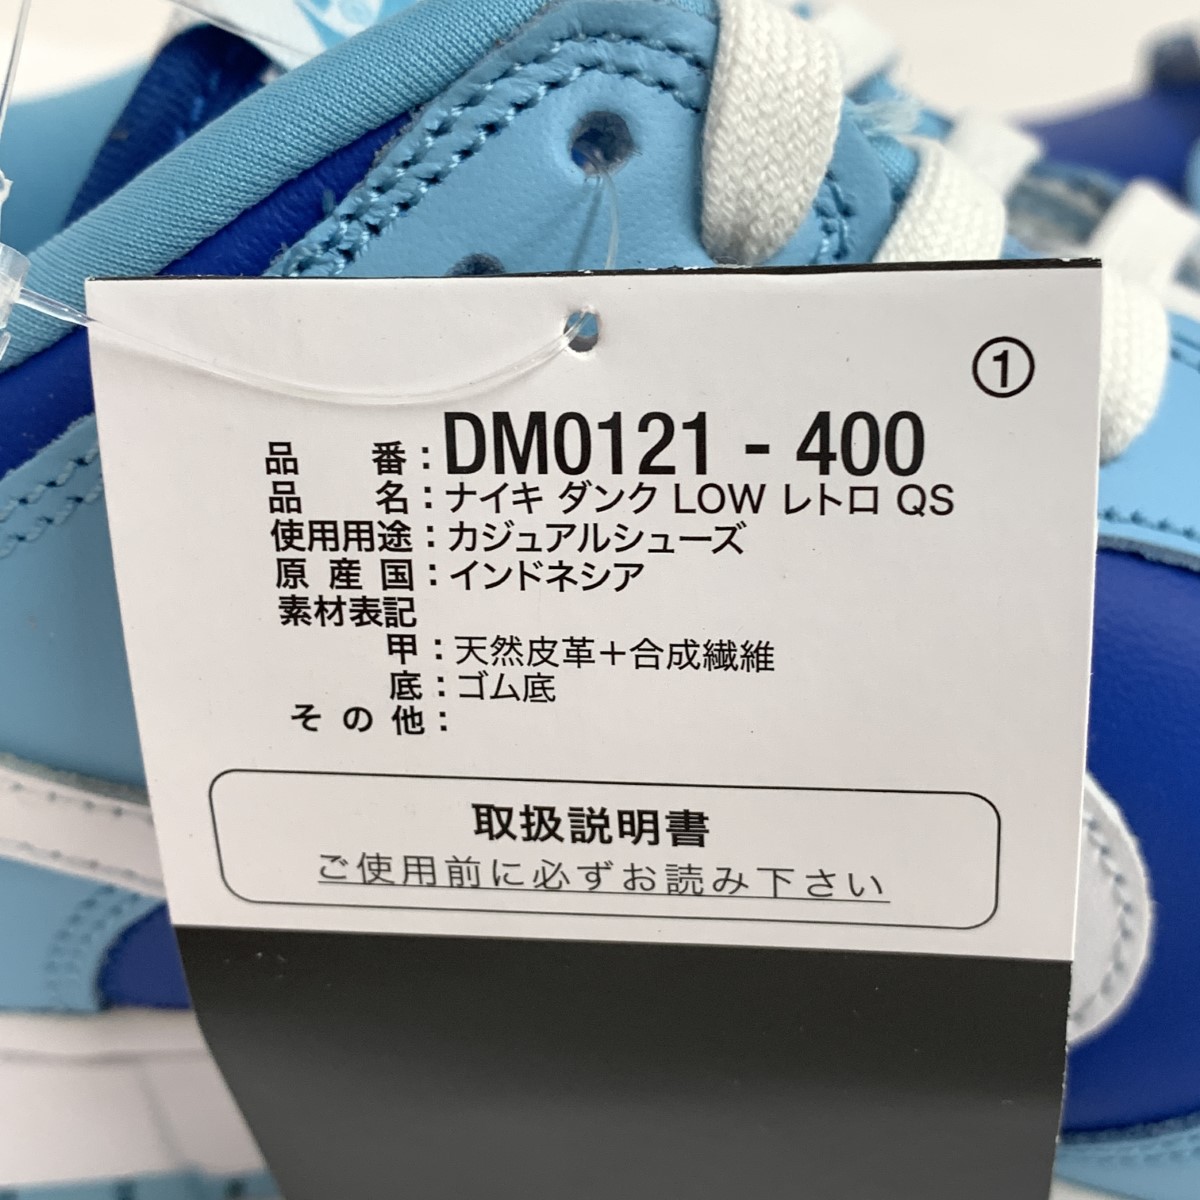 ①
品 番：DM0121 - 400
品 名：ナイキ ダンク LOW レトロ QS
使用用途：カジュアルシューズ
原 産 国：インドネシア
素材表記
甲：天然皮革＋合成繊維
底：ゴム底
そ の 他：
取扱説明書
ご使用前に必ずお読み下さい